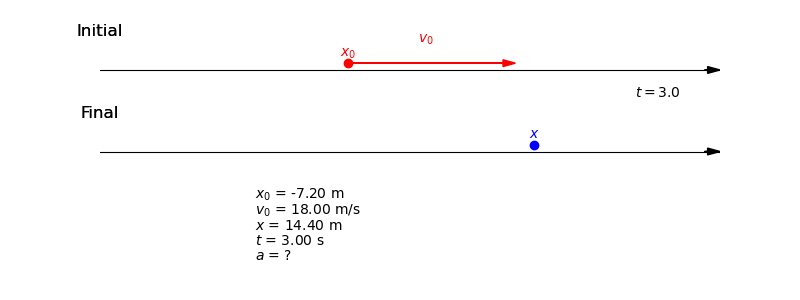 Initial
v₀
x₀
t = 3.0
Final
x
x₀ = -7.20 m
v₀ = 18.00 m/s
x = 14.40 m
t = 3.00 s
a = ?